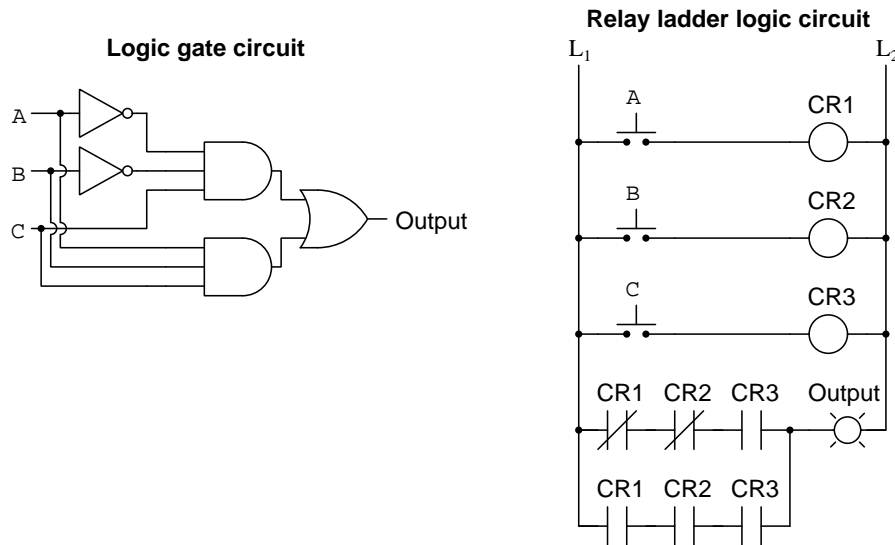 Logic gate circuit
A
B
C
Output
Relay ladder logic circuit
L1 L2
A
CR1
B
CR2
C
CR3
CR1 CR2 CR3 Output
CR1 CR2 CR3